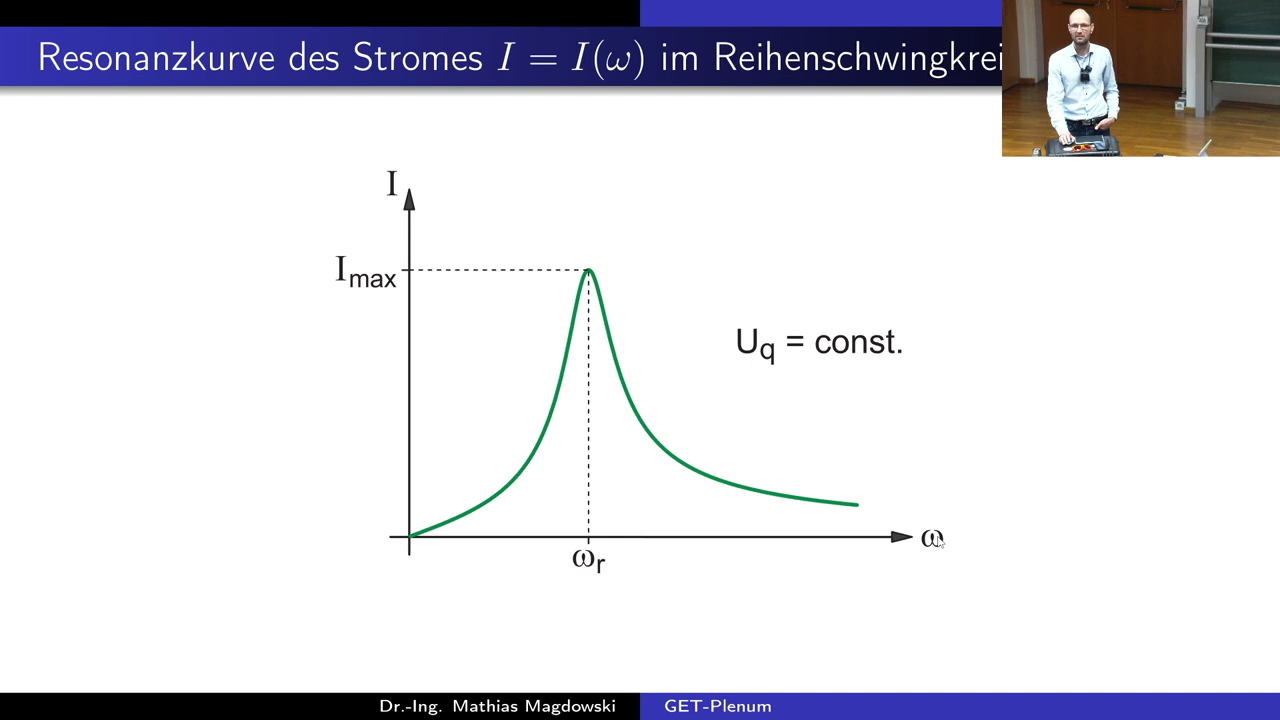 Resonanzkurve des Stromes I = I(ω) im Reihenschwingkrei
I
I_max
U_q = const.
ω
ω_r
Dr.-Ing. Mathias Magdowski GET-Plenum